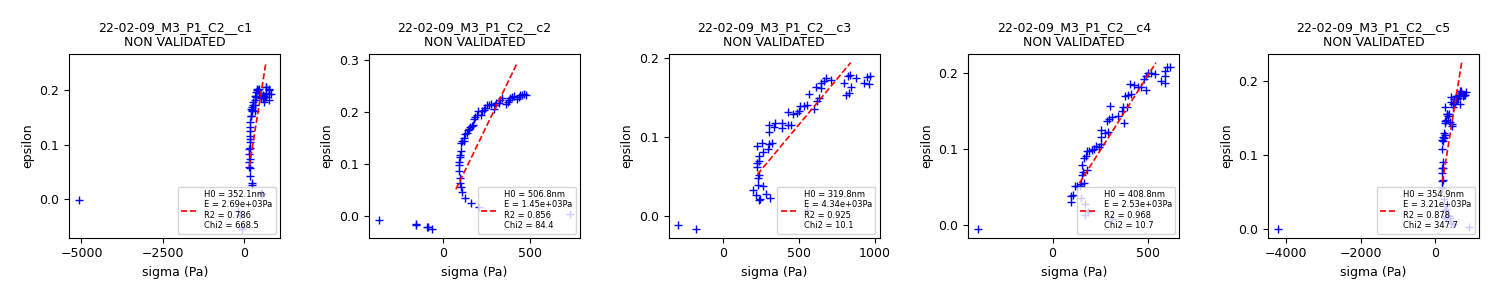 22-02-09_M3_P1_C2__c1
NON VALIDATED
epsilon
0.2
0.1
0.0
H0 = 352.1nm
E = 2.69e+03Pa
R2 = 0.786
Chi2 = 668.5
−5000
0
sigma (Pa)
22-02-09_M3_P1_C2__c2
NON VALIDATED
epsilon
0.3
0.2
0.1
0.0
H0 = 506.8nm
E = 1.45e+03Pa
R2 = 0.856
Chi2 = 84.4
0
500
sigma (Pa)
22-02-09_M3_P1_C2__c3
NON VALIDATED
epsilon
0.2
0.1
0.0
H0 = 319.8nm
E = 4.34e+03Pa
R2 = 0.925
Chi2 = 10.1
0
500
1000
sigma (Pa)
22-02-09_M3_P1_C2__c4
NON VALIDATED
epsilon
0.2
0.1
0.0
H0 = 408.8nm
E = 2.53e+03Pa
R2 = 0.968
Chi2 = 10.7
0
500
sigma (Pa)
22-02-09_M3_P1_C2__c5
NON VALIDATED
epsilon
0.2
0.1
0.0
H0 = 354.9nm
E = 3.21e+03Pa
R2 = 0.878
Chi2 = 347.7
−4000
−2000
0
sigma (Pa)